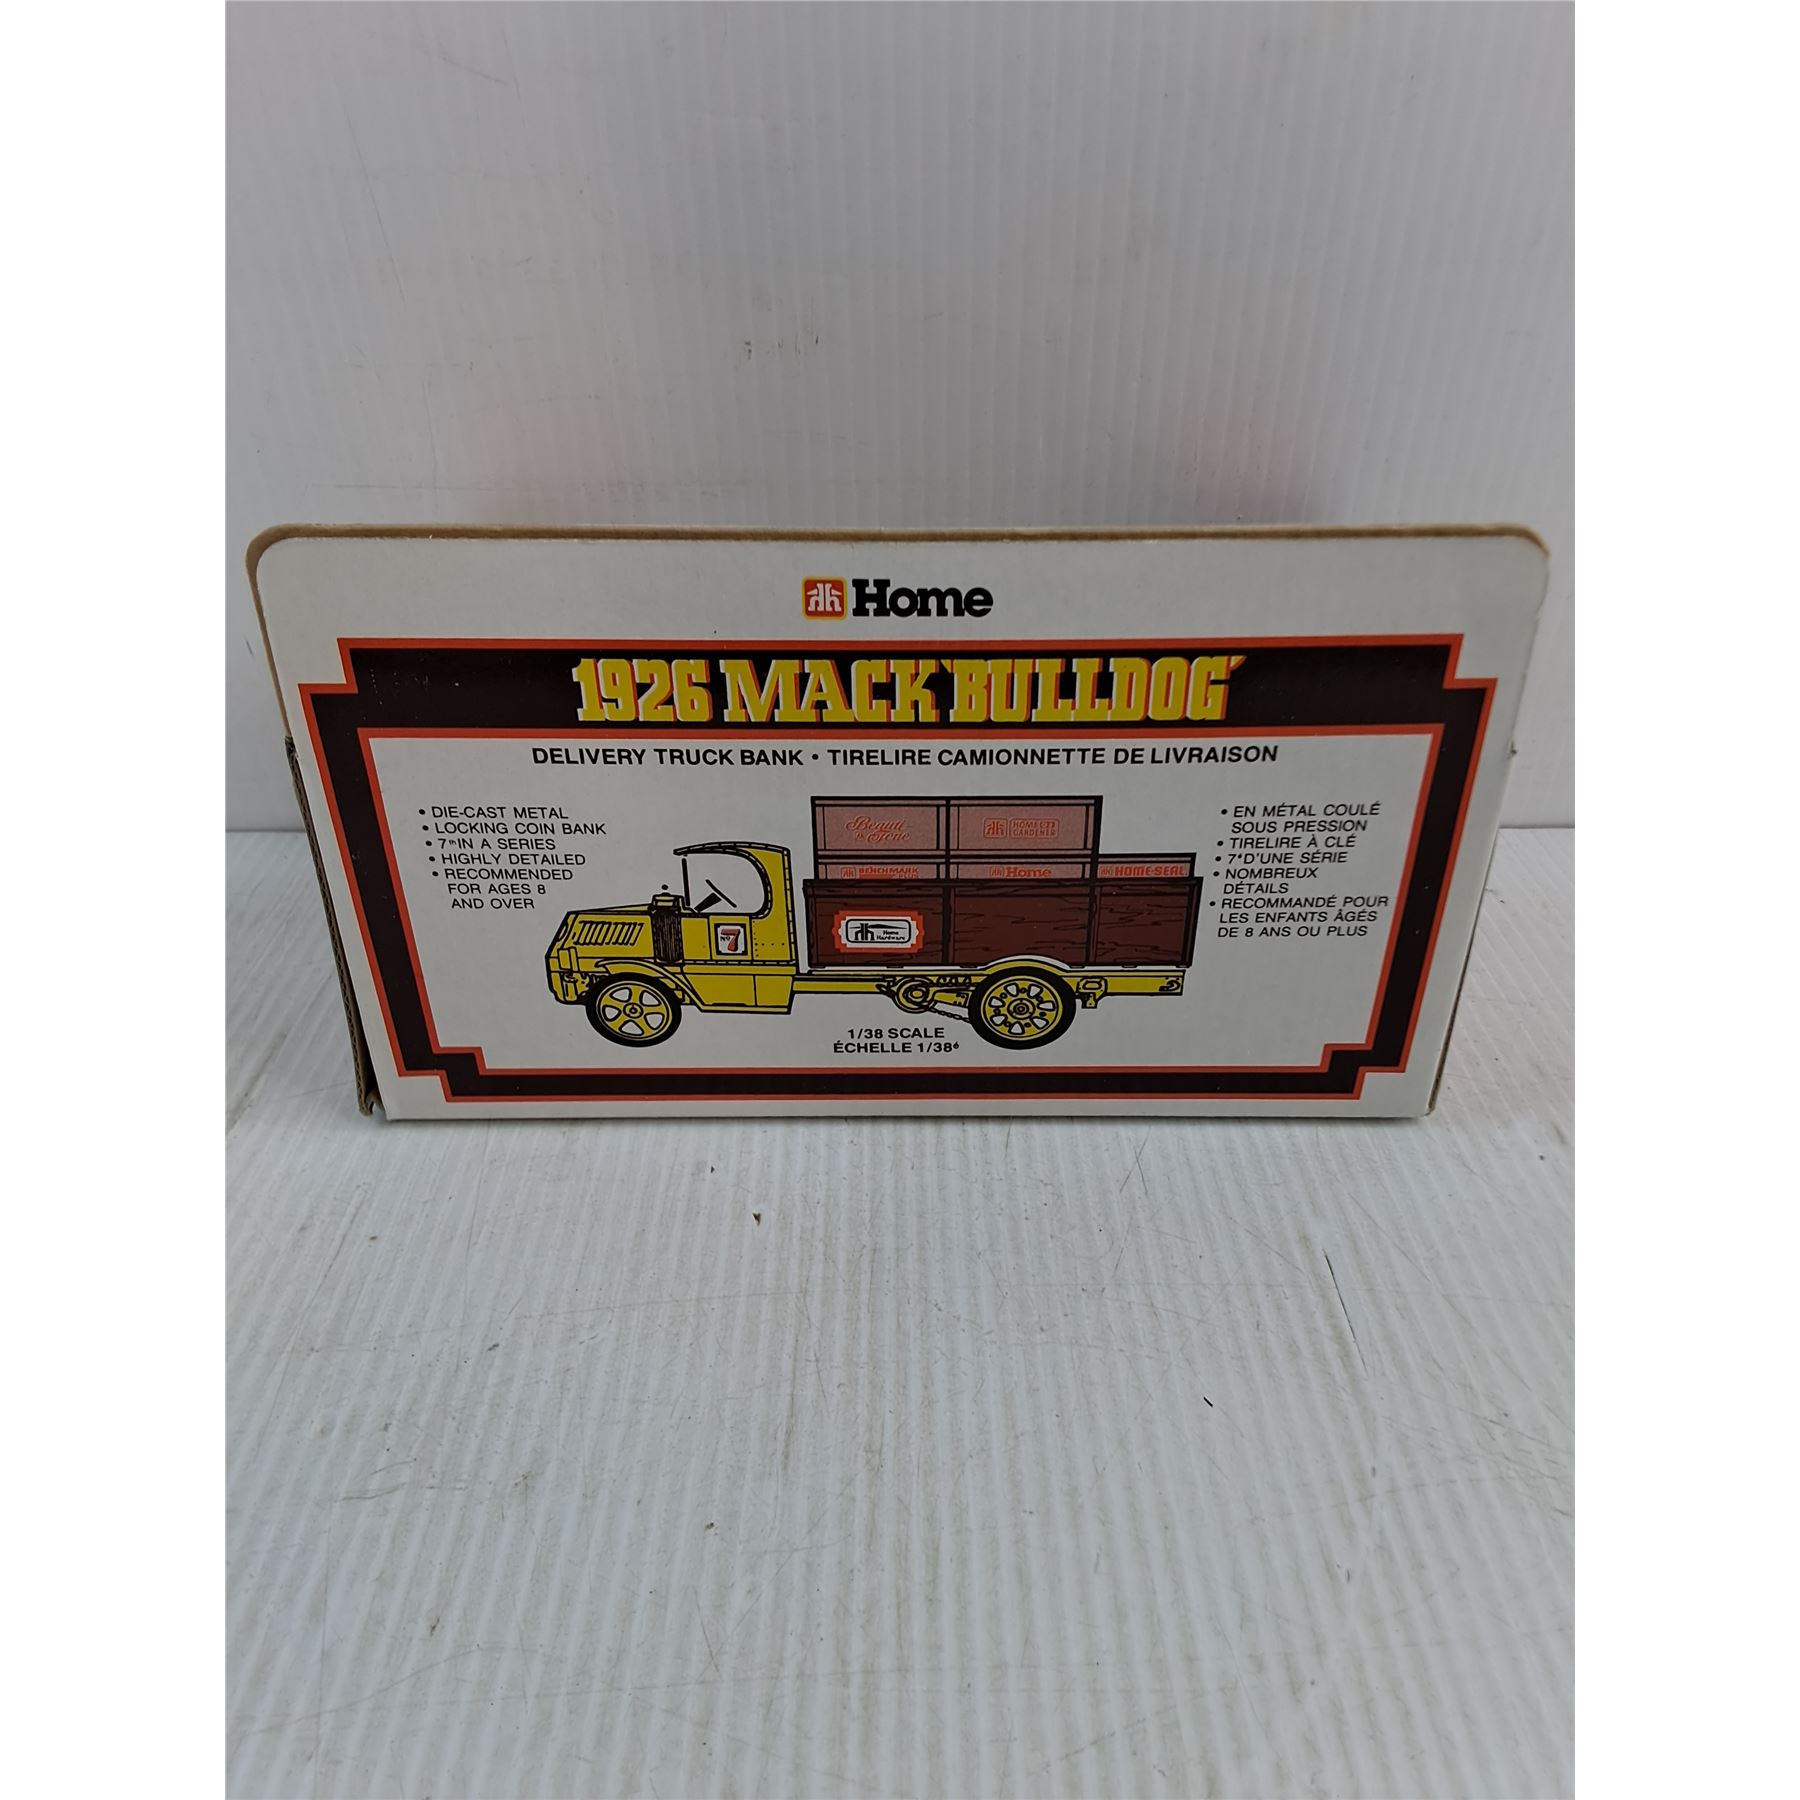 Home
1926 MACK 'BULLDOG'
DELIVERY TRUCK BANK • TIRELIRE CAMIONNETTE DE LIVRAISON
• DIE-CAST METAL
• LOCKING COIN BANK
• 7th IN A SERIES
• HIGHLY DETAILED
• RECOMMENDED
FOR AGES 8
AND OVER
Beauti-Tone
HOME GARDENER
BENCHMARK PLUS
Home
HOME-SEAL
Home
Hardware
No 7
1/38 SCALE
ÉCHELLE 1/38e
• EN MÉTAL COULÉ
SOUS PRESSION
• TIRELIRE À CLÉ
• 7e D'UNE SÉRIE
• NOMBREUX
DÉTAILS
• RECOMMANDÉ POUR
LES ENFANTS ÂGÉS
DE 8 ANS OU PLUS